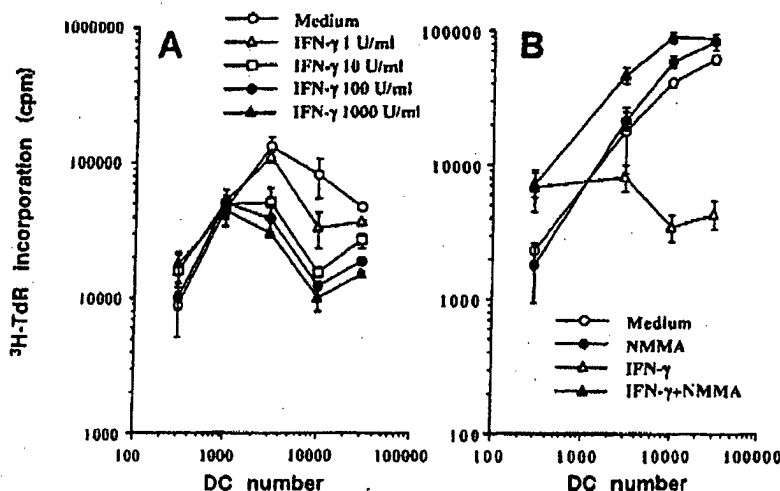 A
Medium
IFN-γ 1 U/ml
IFN-γ 10 U/ml
IFN-γ 100 U/ml
IFN-γ 1000 U/ml
³H-TdR incorporation (cpm)
1000000
100000
10000
1000
100
1000
10000
100000
DC number
B
100000
10000
1000
100
Medium
NMMA
IFN-γ
IFN-γ+NMMA
100
1000
10000
100000
DC number